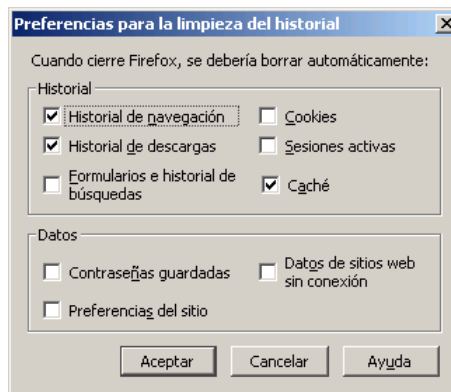 Preferencias para la limpieza del historial
Cuando cierre Firefox, se debería borrar automáticamente:
Historial
Historial de navegación
Cookies
Historial de descargas
Sesiones activas
Formularios e historial de
búsquedas
Caché
Datos
Contraseñas guardadas
Datos de sitios web
sin conexión
Preferencias del sitio
Aceptar
Cancelar
Ayuda